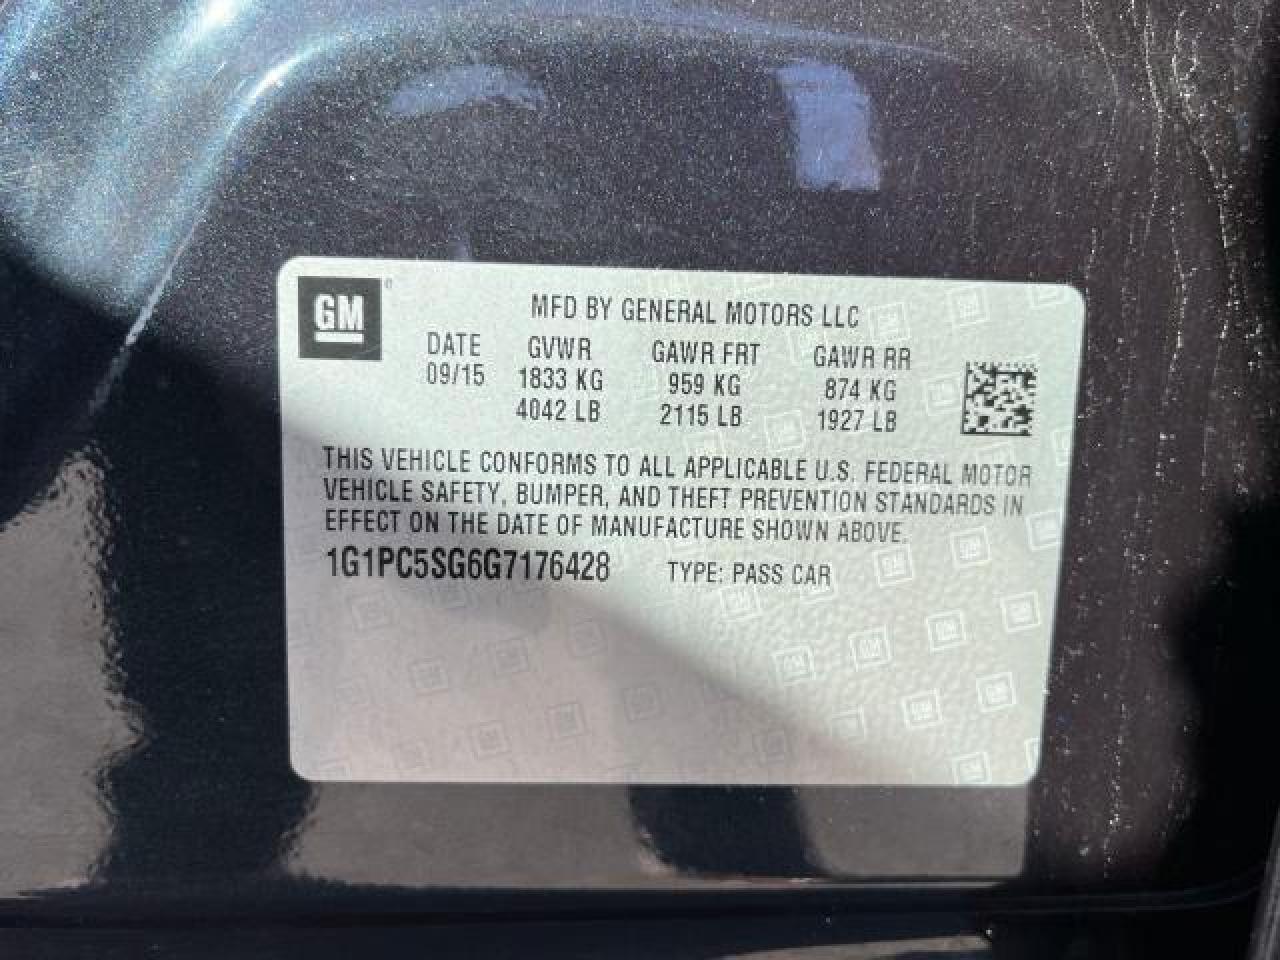 GM
MFD BY GENERAL MOTORS LLC
DATE GVWR GAWR FRT GAWR RR
09/15 1833 KG 959 KG 874 KG
4042 LB 2115 LB 1927 LB
THIS VEHICLE CONFORMS TO ALL APPLICABLE U.S. FEDERAL MOTOR
VEHICLE SAFETY, BUMPER, AND THEFT PREVENTION STANDARDS IN
EFFECT ON THE DATE OF MANUFACTURE SHOWN ABOVE.
1G1PC5SG6G7176428 TYPE: PASS CAR